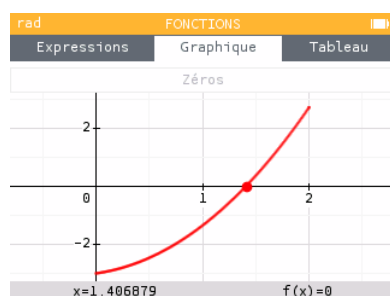 rad FONCTIONS
Expressions Graphique Tableau
Zéros
2
0 1 2
-2
x=1.406879 f(x)=0